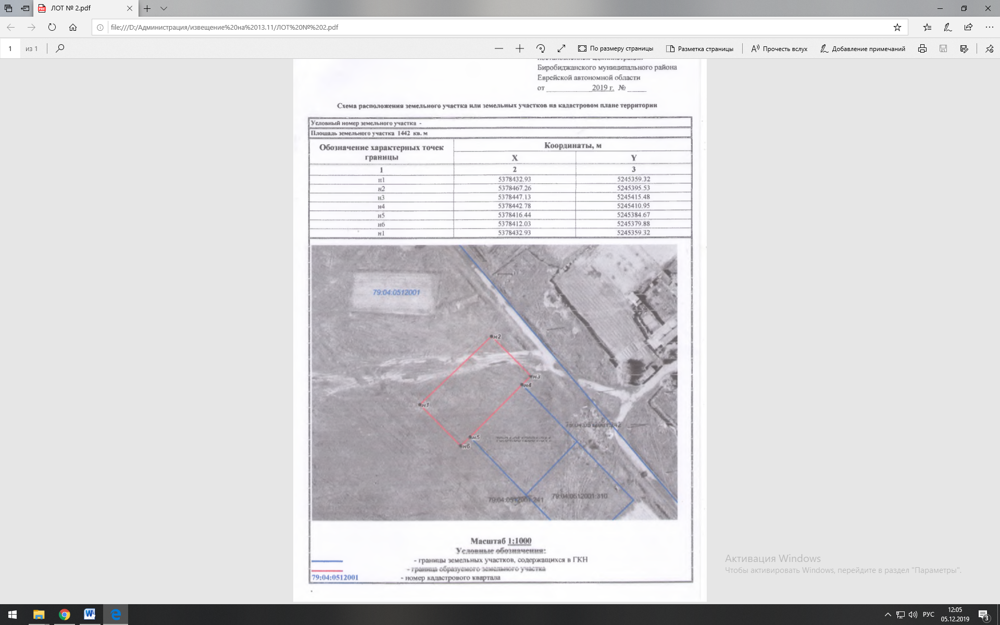 ЛОТ № 2.pdf
file:///D:/Администрация/извещение%20на%2013.11/ЛОТ%20№%202.pdf
1 из 1
По размеру страницы
Разметка страницы
Прочесть вслух
Добавление примечаний
постановлением администрации
Биробиджанского муниципального района
Еврейской автономной области
от ____________2019 г. № _____
Схема расположения земельного участка или земельных участков на кадастровом плане территории
Условный номер земельного участка -
Площадь земельного участка 1442 кв. м
Обозначение характерных точек границы
Координаты, м
X Y
1 2 3
н1 5378432.93 5245359.32
н2 5378467.26 5245395.53
н3 5378447.13 5245415.48
н4 5378442.78 5245410.95
н5 5378416.44 5245384.67
н6 5378412.03 5245379.88
н1 5378432.93 5245359.32
79:04:0512001
н2
н3
н4
н1
79:04:0512001:242
н5
н6
79:04:0512001:310
79:04:0512001:241
Масштаб 1:1000
Условные обозначения:
- границы земельных участков, содержащихся в ГКН
- граница образуемого земельного участка
79:04:0512001 - номер кадастрового квартала
Активация Windows
Чтобы активировать Windows, перейдите в раздел "Параметры".
РУС
12:05
05.12.2019
3